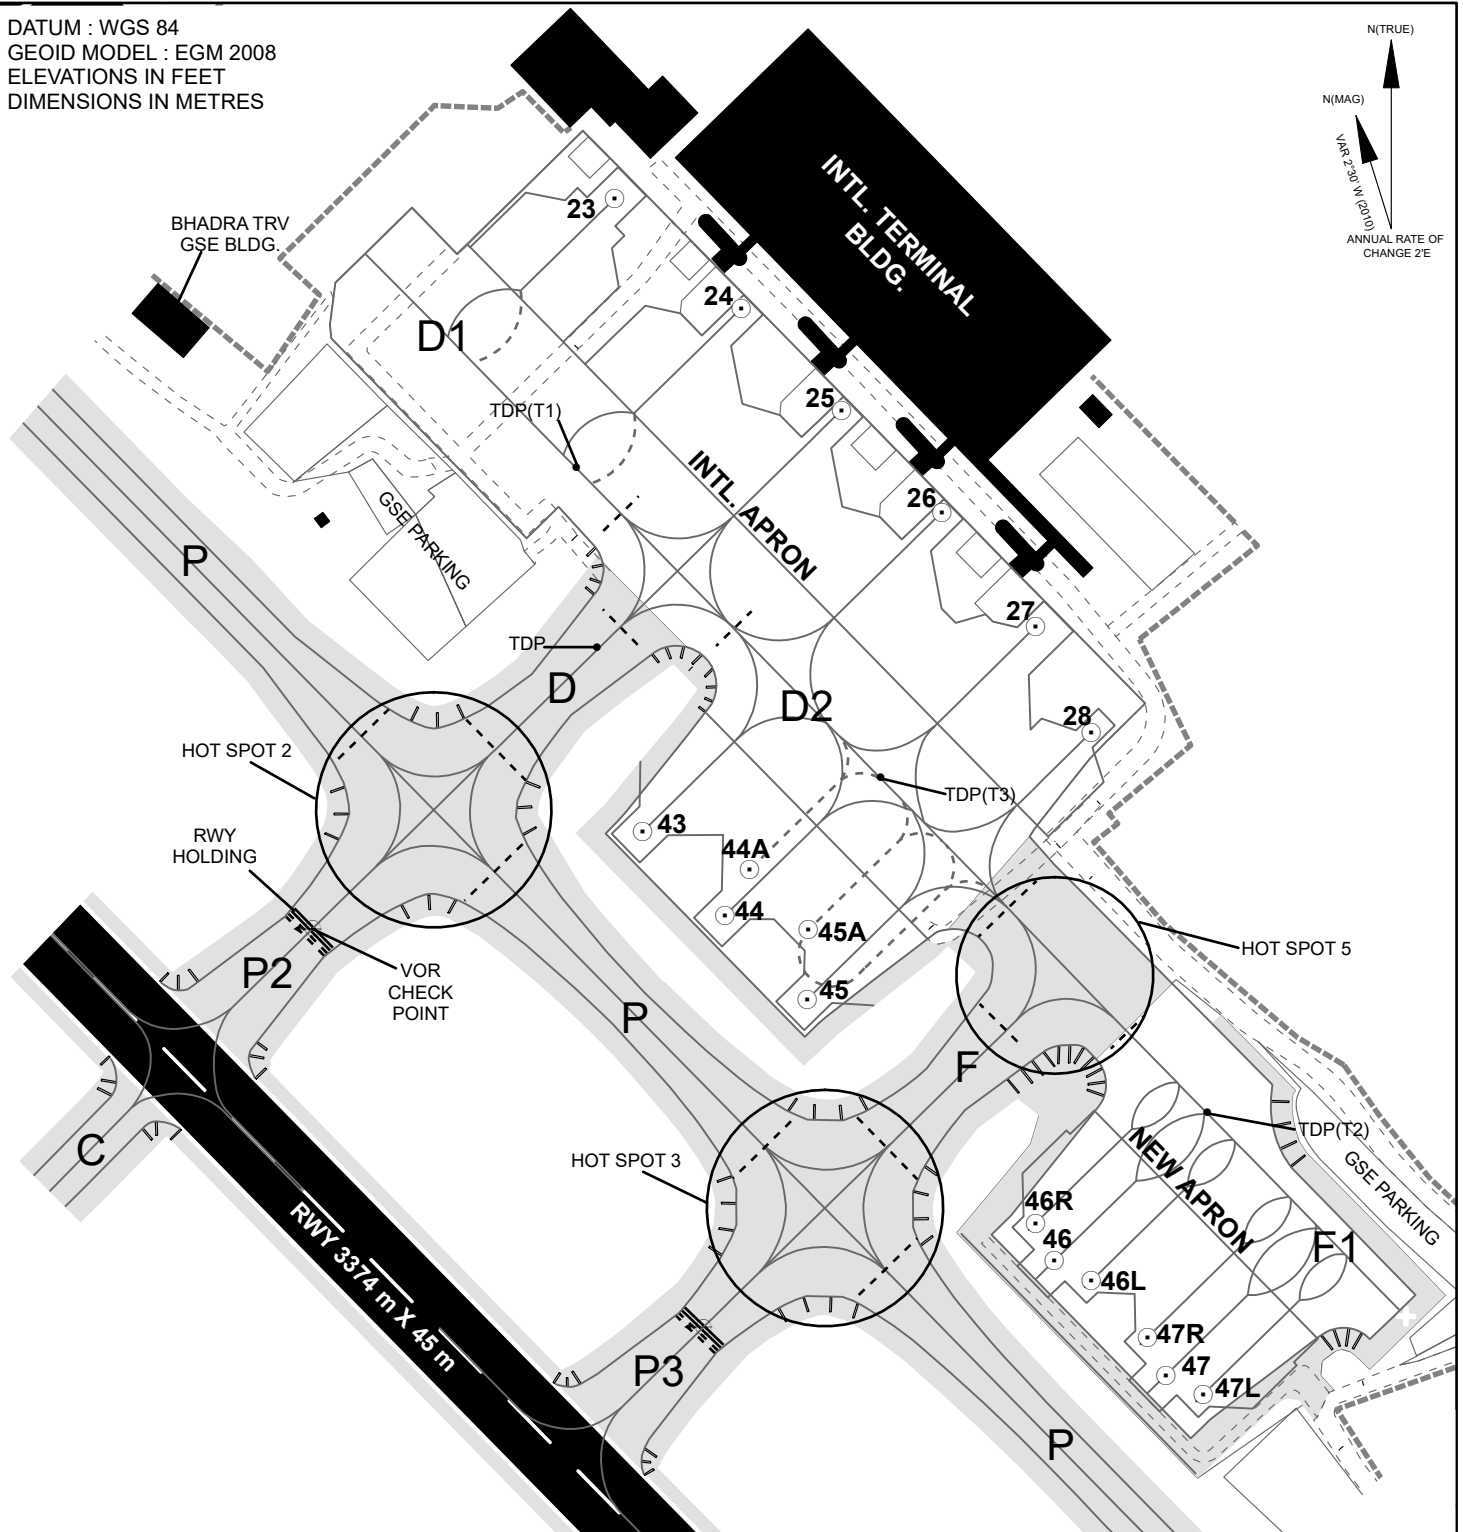 DATUM : WGS 84
GEOID MODEL : EGM 2008
ELEVATIONS IN FEET
DIMENSIONS IN METRES
N(TRUE)
N(MAG)
VAR 2°30' W (2010)
ANNUAL RATE OF
CHANGE 2'E
INTL. TERMINAL
BLDG.
BHADRA TRV
GSE BLDG.
23
24
25
26
27
28
D1
TDP(T1)
INTL. APRON
GSE PARKING
P
TDP
D
D2
HOT SPOT 2
TDP(T3)
RWY
HOLDING
43
44A
44
45A
45
HOT SPOT 5
P2
VOR
CHECK
POINT
P
F
C
HOT SPOT 3
TDP(T2)
NEW APRON
GSE PARKING
46R
46
46L
F1
RWY 3374 m X 45 m
47R
47
47L
P3
P